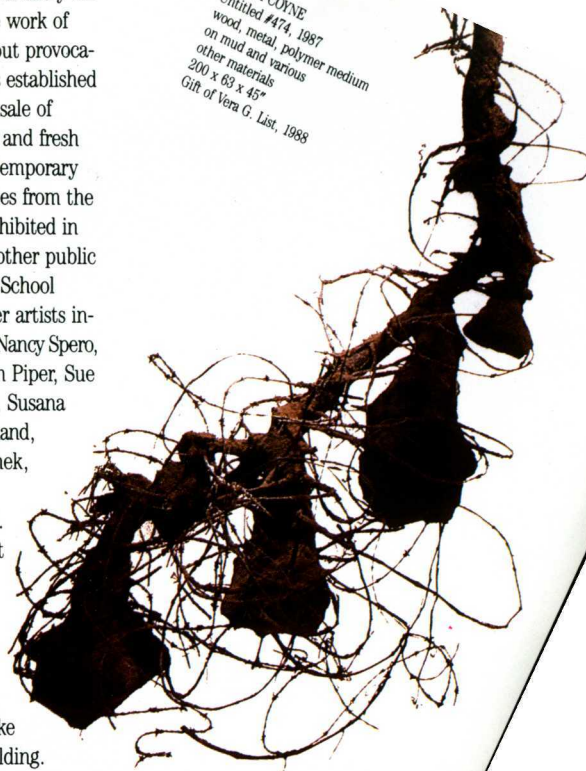 work of
out provoca-
established
sale of
and fresh
temporary
es from the
hibited in
other public
School
er artists in-
Nancy Spero,
n Piper, Sue
Susana
and,
nek,
t
ke
lding.
COYNE
Untitled #474, 1987
wood, metal, polymer medium
on mud and various
other materials
200 x 63 x 45"
Gift of Vera G. List, 1988